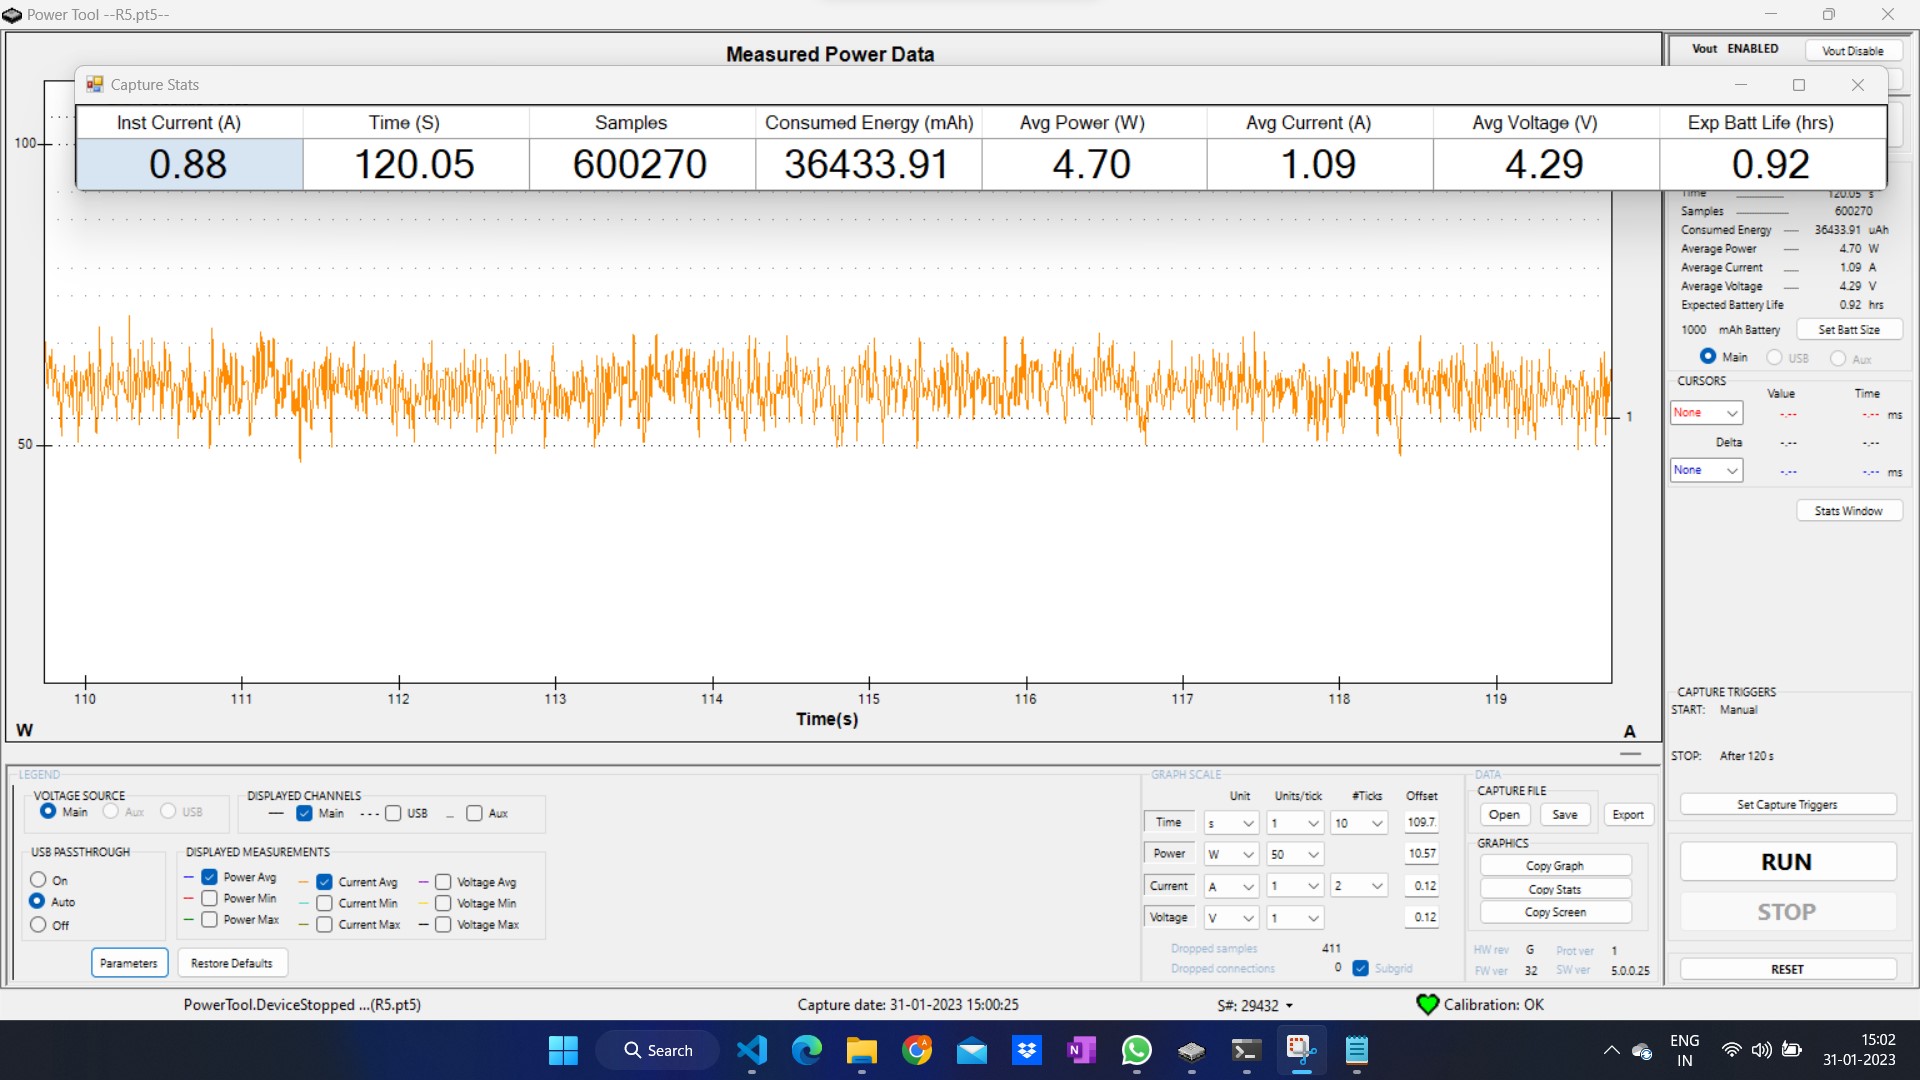 Power Tool --R5.pt5--
Measured Power Data
Vout ENABLED
Vout Disable
Capture Stats
Inst Current (A) Time (S) Samples Consumed Energy (mAh) Avg Power (W) Avg Current (A) Avg Voltage (V) Exp Batt Life (hrs)
0.88 120.05 600270 36433.91 4.70 1.09 4.29 0.92
100
50
1
110 111 112 113 114 115 116 117 118 119
Time(s)
W
A
Time 120.05 s
Samples 600270
Consumed Energy 36433.91 uAh
Average Power 4.70 W
Average Current 1.09 A
Average Voltage 4.29 V
Expected Battery Life 0.92 hrs
1000 mAh Battery Set Batt Size
Main USB Aux
CURSORS
Value Time
None -.-- -.-- ms
Delta -.-- -.--
None -.-- -.-- ms
Stats Window
CAPTURE TRIGGERS
START: Manual
STOP: After 120 s
Set Capture Triggers
RUN
STOP
RESET
LEGEND
VOLTAGE SOURCE
Main Aux USB
DISPLAYED CHANNELS
Main USB Aux
USB PASSTHROUGH
On
Auto
Off
DISPLAYED MEASUREMENTS
Power Avg Current Avg Voltage Avg
Power Min Current Min Voltage Min
Power Max Current Max Voltage Max
Parameters Restore Defaults
GRAPH SCALE
Unit Units/tick #Ticks Offset
Time s 1 10 109.7
Power W 50 10.57
Current A 1 2 0.12
Voltage V 1 0.12
Dropped samples 411
Dropped connections 0 Subgrid
DATA
CAPTURE FILE
Open Save Export
GRAPHICS
Copy Graph
Copy Stats
Copy Screen
HW rev G Prot ver 1
FW ver 32 SW ver 5.0.0.25
PowerTool.DeviceStopped ...(R5.pt5) Capture date: 31-01-2023 15:00:25 S#: 29432 Calibration: OK
Search
ENG
IN
15:02
31-01-2023